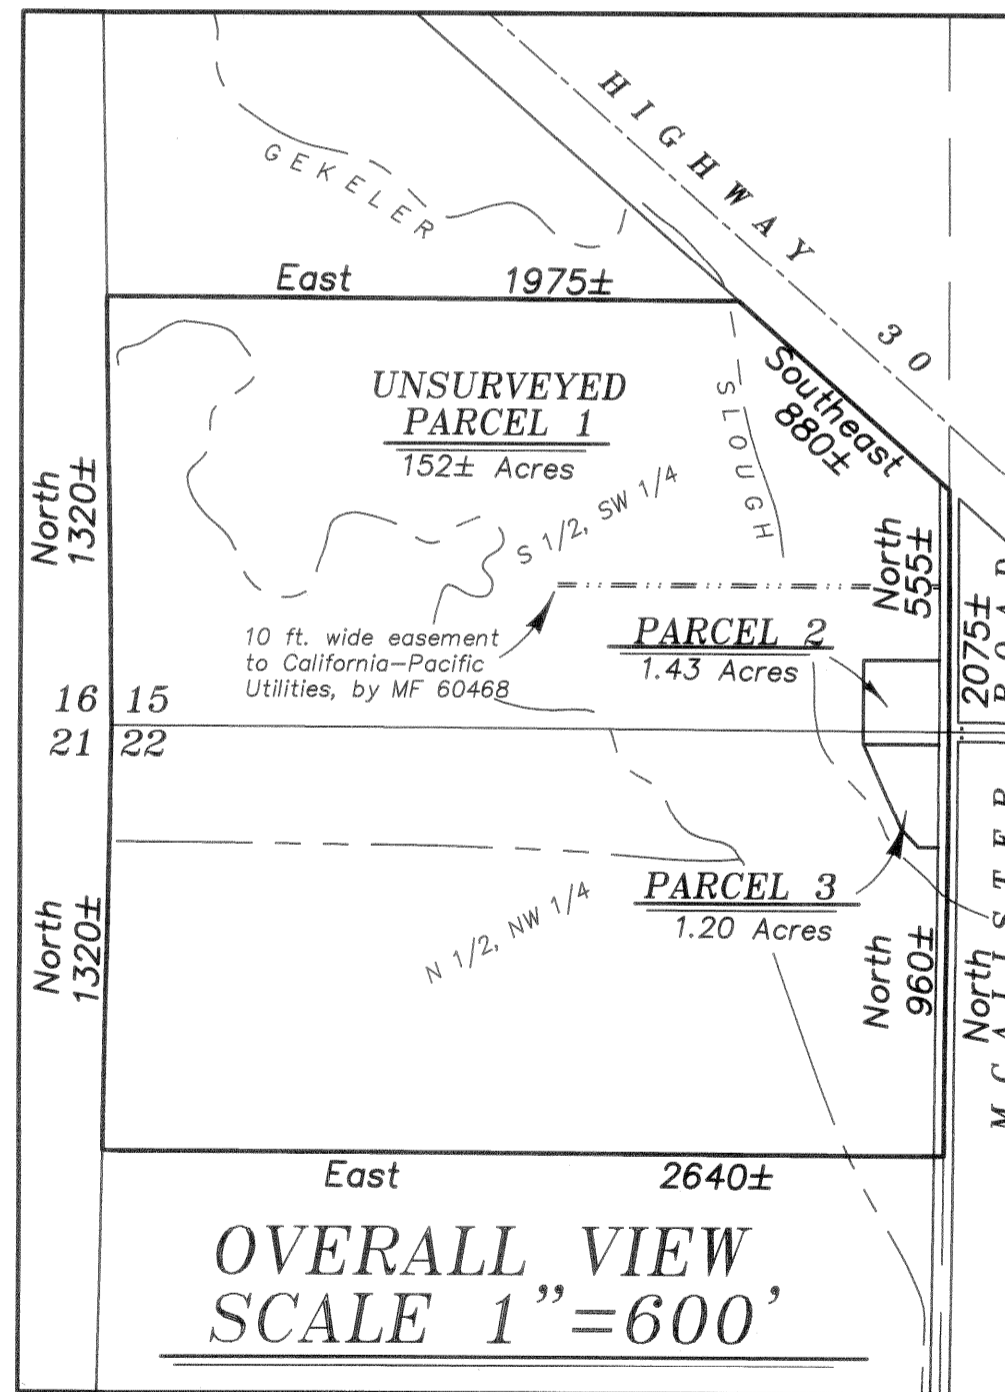 HIGHWAY 30
GEKELER
East 1975±
UNSURVEYED
PARCEL 1
152± Acres
Southeast
880±
SLOUGH
S 1/2, SW 1/4
North
1320±
North
555±
10 ft. wide easement
to California-Pacific
Utilities, by MF 60468
PARCEL 2
1.43 Acres
2075±
North
16 15
21 22
PARCEL 3
1.20 Acres
N 1/2, NW 1/4
North
1320±
North
960±
MCALISTER ROAD
East 2640±
OVERALL VIEW
SCALE 1"=600'